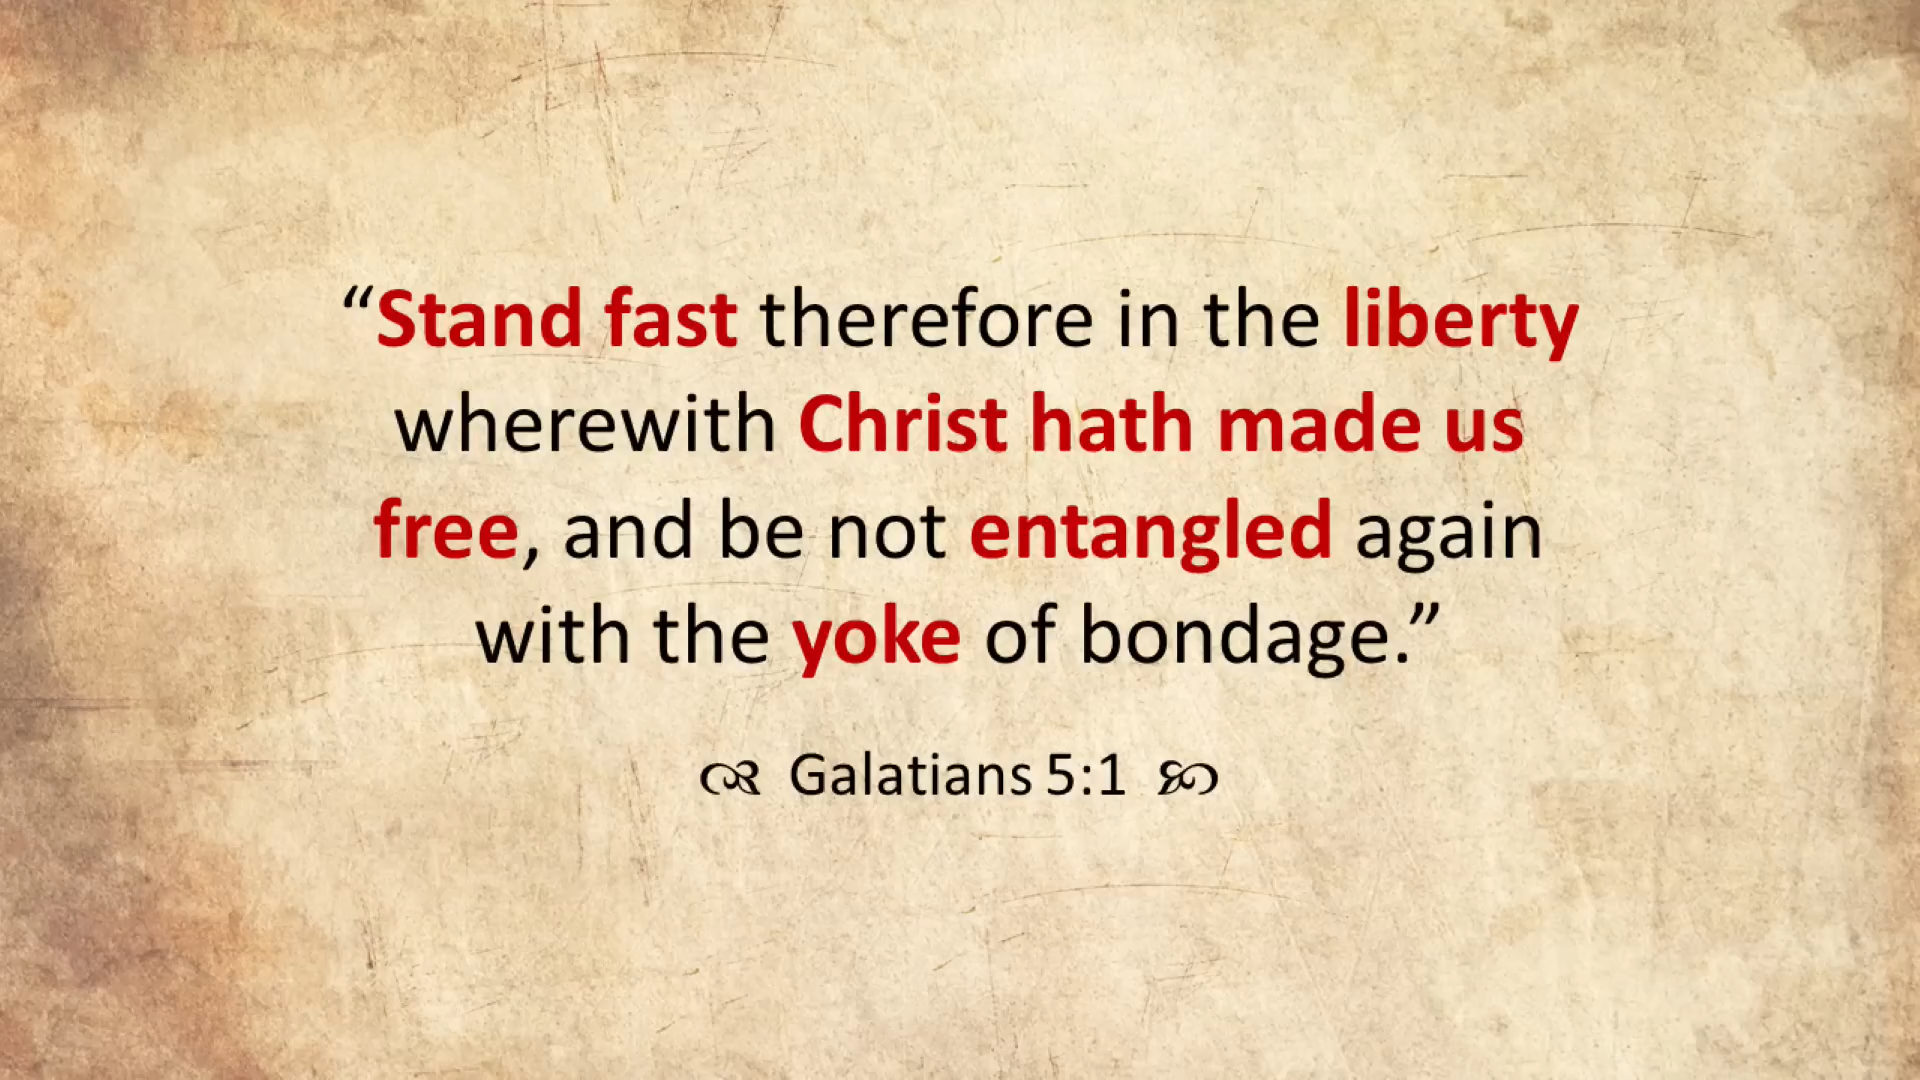 “Stand fast therefore in the liberty
wherewith Christ hath made us
free, and be not entangled again
with the yoke of bondage.”
Galatians 5:1